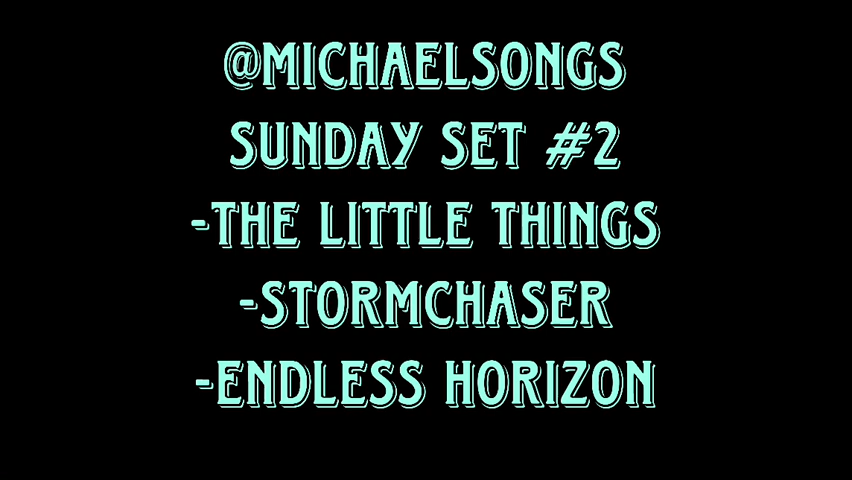 @MICHAELSONGS
SUNDAY SET #2
-THE LITTLE THINGS
-STORMCHASER
-ENDLESS HORIZON